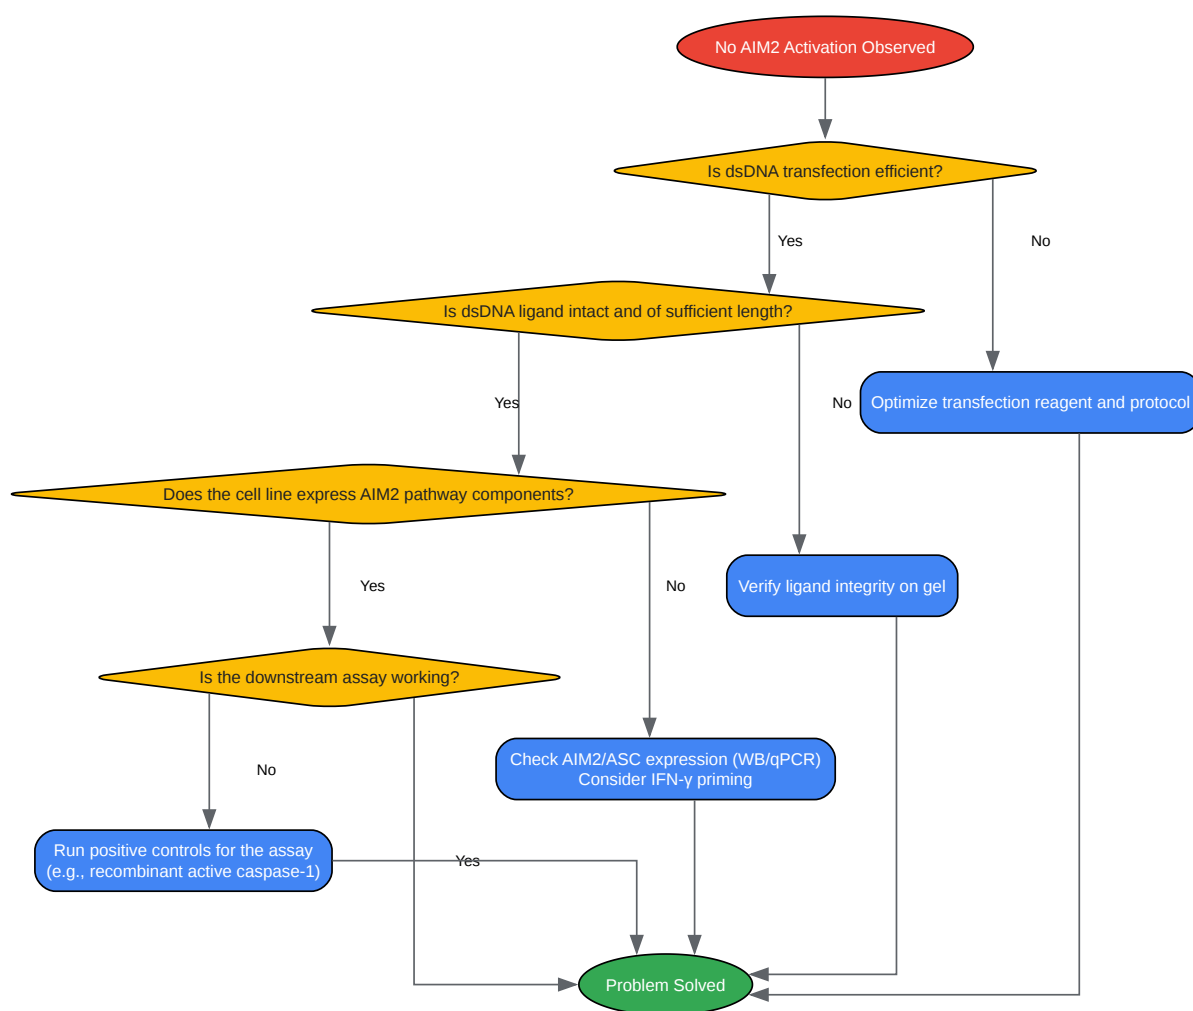 No AIM2 Activation Observed
Is dsDNA transfection efficient?
Yes
No
Is dsDNA ligand intact and of sufficient length?
Yes
No
Optimize transfection reagent and protocol
Does the cell line express AIM2 pathway components?
Yes
No
Verify ligand integrity on gel
Is the downstream assay working?
No
Check AIM2/ASC expression (WB/qPCR)
Consider IFN-γ priming
Run positive controls for the assay
(e.g., recombinant active caspase-1)
Yes
Problem Solved